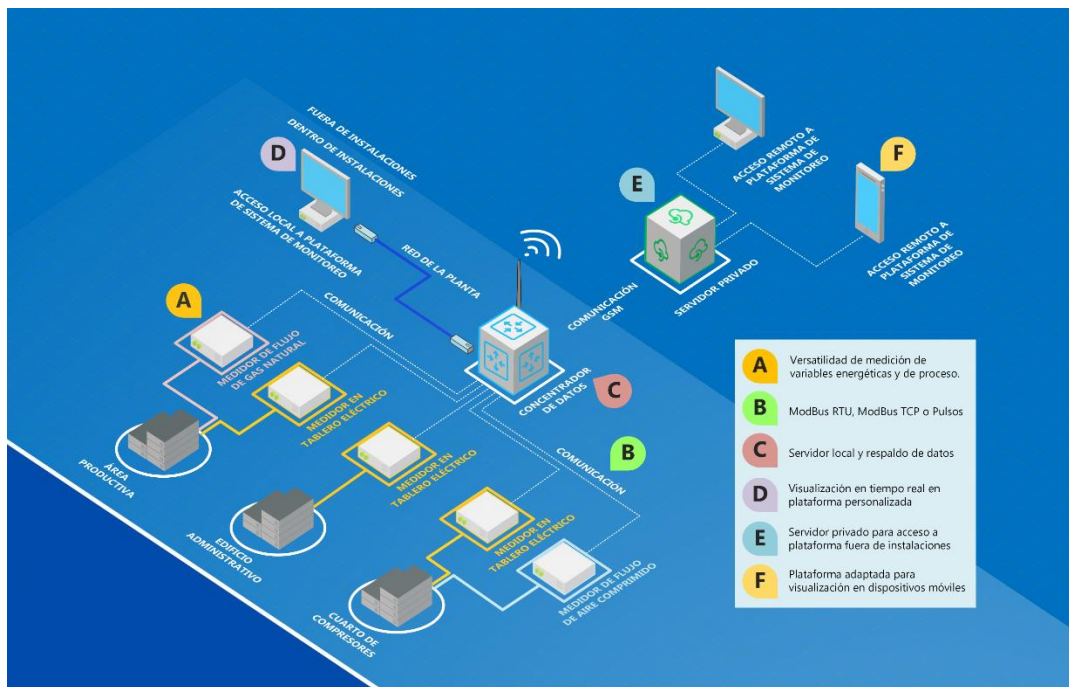 FUERA DE INSTALACIONES
DENTRO DE INSTALACIONES
D
ACCESO LOCAL A PLATAFORMA
DE SISTEMA DE MONITOREO
RED DE LA PLANTA
E
F
ACCESO REMOTO A
PLATAFORMA DE
SISTEMA DE
MONITOREO
ACCESO REMOTO A
PLATAFORMA DE
SISTEMA DE
MONITOREO
COMUNICACIÓN
GSM
SERVIDOR PRIVADO
A
COMUNICACIÓN
MEDIDOR DE FLUJO
DE GAS NATURAL
MEDIDOR EN
TABLERO ELÉCTRICO
CONCENTRADOR
DE DATOS
C
ÁREA
PRODUCTIVA
MEDIDOR EN
TABLERO ELÉCTRICO
B
COMUNICACIÓN
EDIFICIO
ADMINISTRATIVO
MEDIDOR EN
TABLERO ELÉCTRICO
MEDIDOR DE FLUJO
DE AIRE COMPRIMIDO
CUARTO DE
COMPRESORES
A
Versatilidad de medición de
variables energéticas y de proceso.
B
ModBus RTU, ModBus TCP o Pulsos
C
Servidor local y respaldo de datos
D
Visualización en tiempo real en
plataforma personalizada
E
Servidor privado para acceso a
plataforma fuera de instalaciones
F
Plataforma adaptada para
visualización en dispositivos móviles